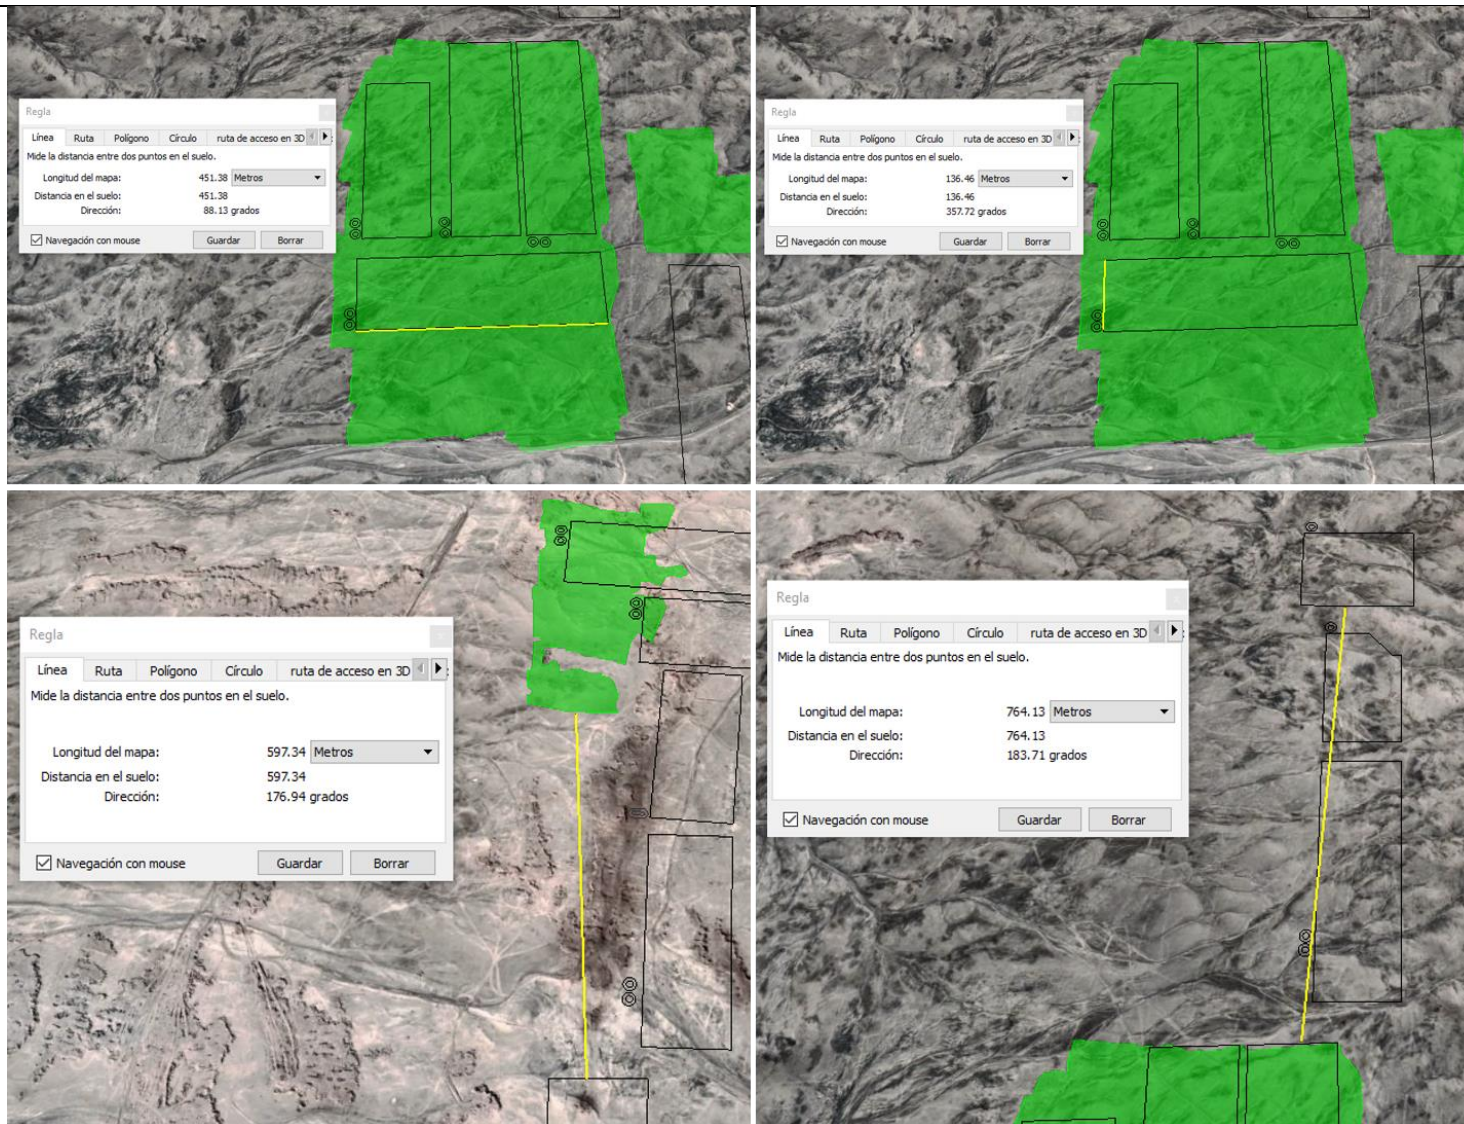 Regla
Línea Ruta Polígono Círculo ruta de acceso en 3D
Mide la distancia entre dos puntos en el suelo.
Longitud del mapa: 451.38 Metros
Distancia en el suelo: 451.38
Dirección: 88.13 grados
Navegación con mouse Guardar Borrar
Regla
Línea Ruta Polígono Círculo ruta de acceso en 3D
Mide la distancia entre dos puntos en el suelo.
Longitud del mapa: 136.46 Metros
Distancia en el suelo: 136.46
Dirección: 357.72 grados
Navegación con mouse Guardar Borrar
Regla
Línea Ruta Polígono Círculo ruta de acceso en 3D
Mide la distancia entre dos puntos en el suelo.
Longitud del mapa: 597.34 Metros
Distancia en el suelo: 597.34
Dirección: 176.94 grados
Navegación con mouse Guardar Borrar
Regla
Línea Ruta Polígono Círculo ruta de acceso en 3D
Mide la distancia entre dos puntos en el suelo.
Longitud del mapa: 764.13 Metros
Distancia en el suelo: 764.13
Dirección: 183.71 grados
Navegación con mouse Guardar Borrar